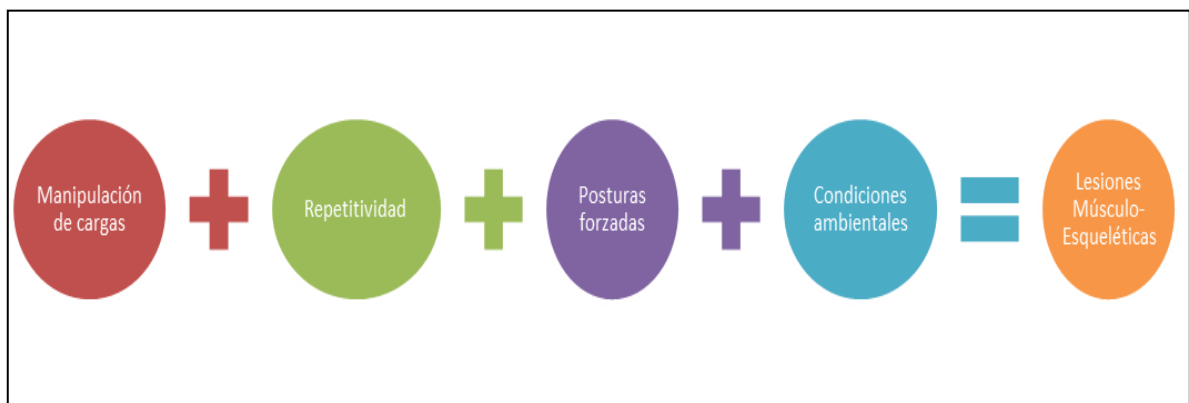 Manipulación
de cargas
Repetitividad
Posturas
forzadas
Condiciones
ambientales
Lesiones
Músculo-
Esqueléticas